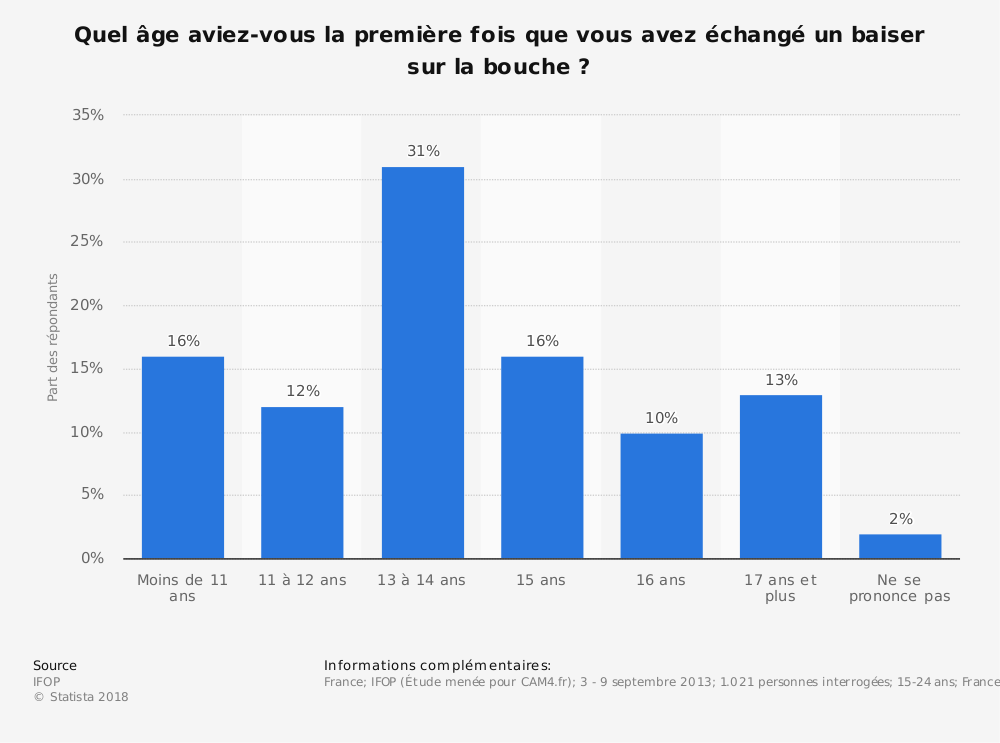 Quel âge aviez-vous la première fois que vous avez échangé un baiser
sur la bouche ?
Part des répondants
35%
30%
25%
20%
15%
10%
5%
0%
16%
12%
31%
16%
10%
13%
2%
Moins de 11
ans
11 à 12 ans
13 à 14 ans
15 ans
16 ans
17 ans et
plus
Ne se
prononce pas
Source
IFOP
© Statista 2018
Informations complémentaires:
France; IFOP (Étude menée pour CAM4.fr); 3 - 9 septembre 2013; 1.021 personnes interrogées; 15-24 ans; France